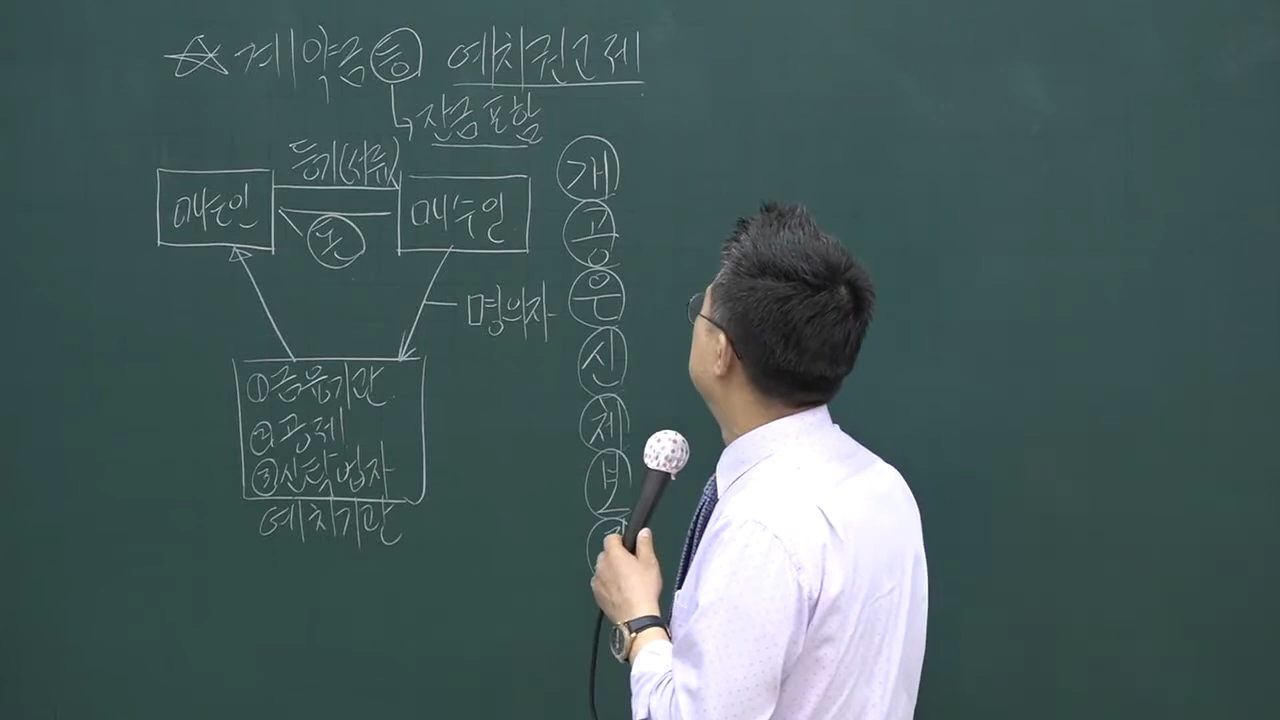 ☆ 계약금등 예치권고제
잔금포함
등기(서류)
매도인
매수인
돈
명의자
①금융기관
②공제
③신탁업자
예치기관
개
공
은
신
체
보